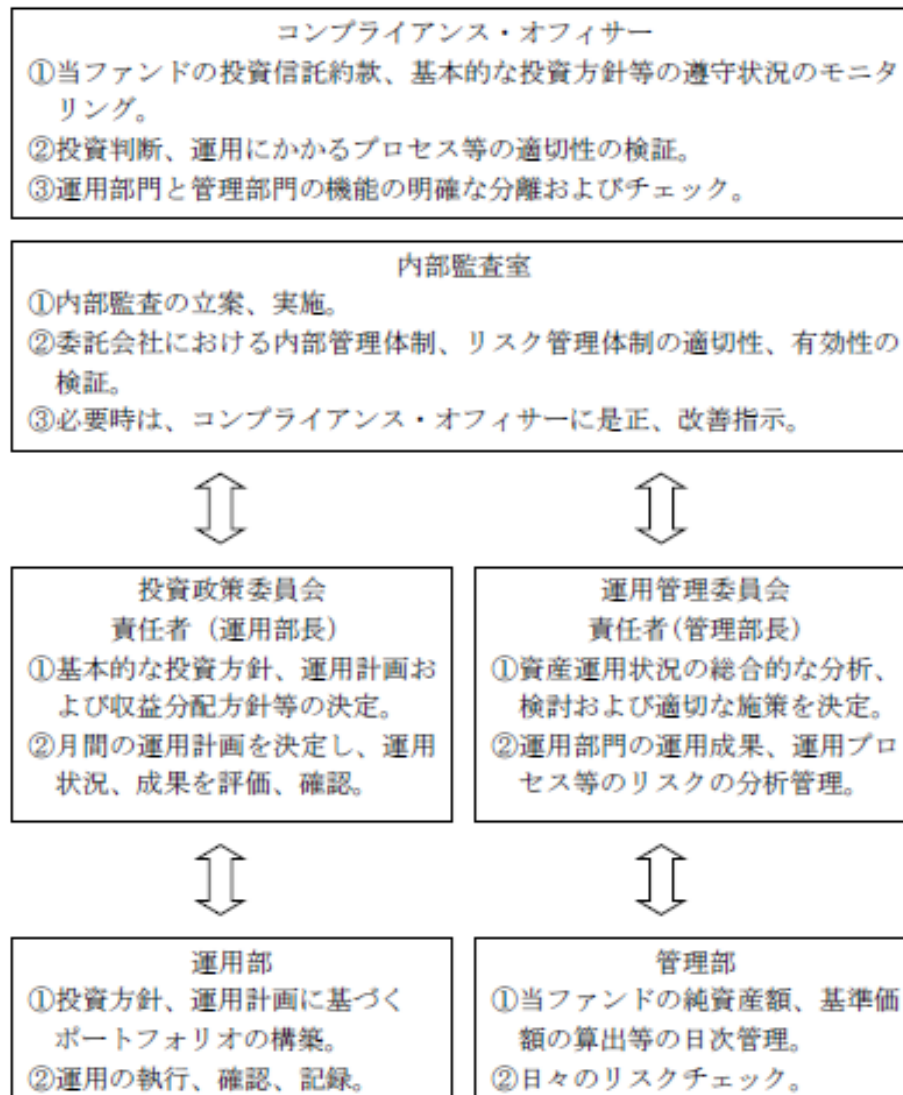 コンプライアンス・オフィサー
①当ファンドの投資信託約款、基本的な投資方針等の遵守状況のモニタ
リング。
②投資判断、運用にかかるプロセス等の適切性の検証。
③運用部門と管理部門の機能の明確な分離およびチェック。
内部監査室
①内部監査の立案、実施。
②委託会社における内部管理体制、リスク管理体制の適切性、有効性の
検証。
③必要時は、コンプライアンス・オフィサーに是正、改善指示。
投資政策委員会
責任者（運用部長）
①基本的な投資方針、運用計画お
よび収益分配方針等の決定。
②月間の運用計画を決定し、運用
状況、成果を評価、確認。
運用管理委員会
責任者(管理部長)
①資産運用状況の総合的な分析、
検討および適切な施策を決定。
②運用部門の運用成果、運用プロ
セス等のリスクの分析管理。
運用部
①投資方針、運用計画に基づく
ポートフォリオの構築。
②運用の執行、確認、記録。
管理部
①当ファンドの純資産額、基準価
額の算出等の日次管理。
②日々のリスクチェック。